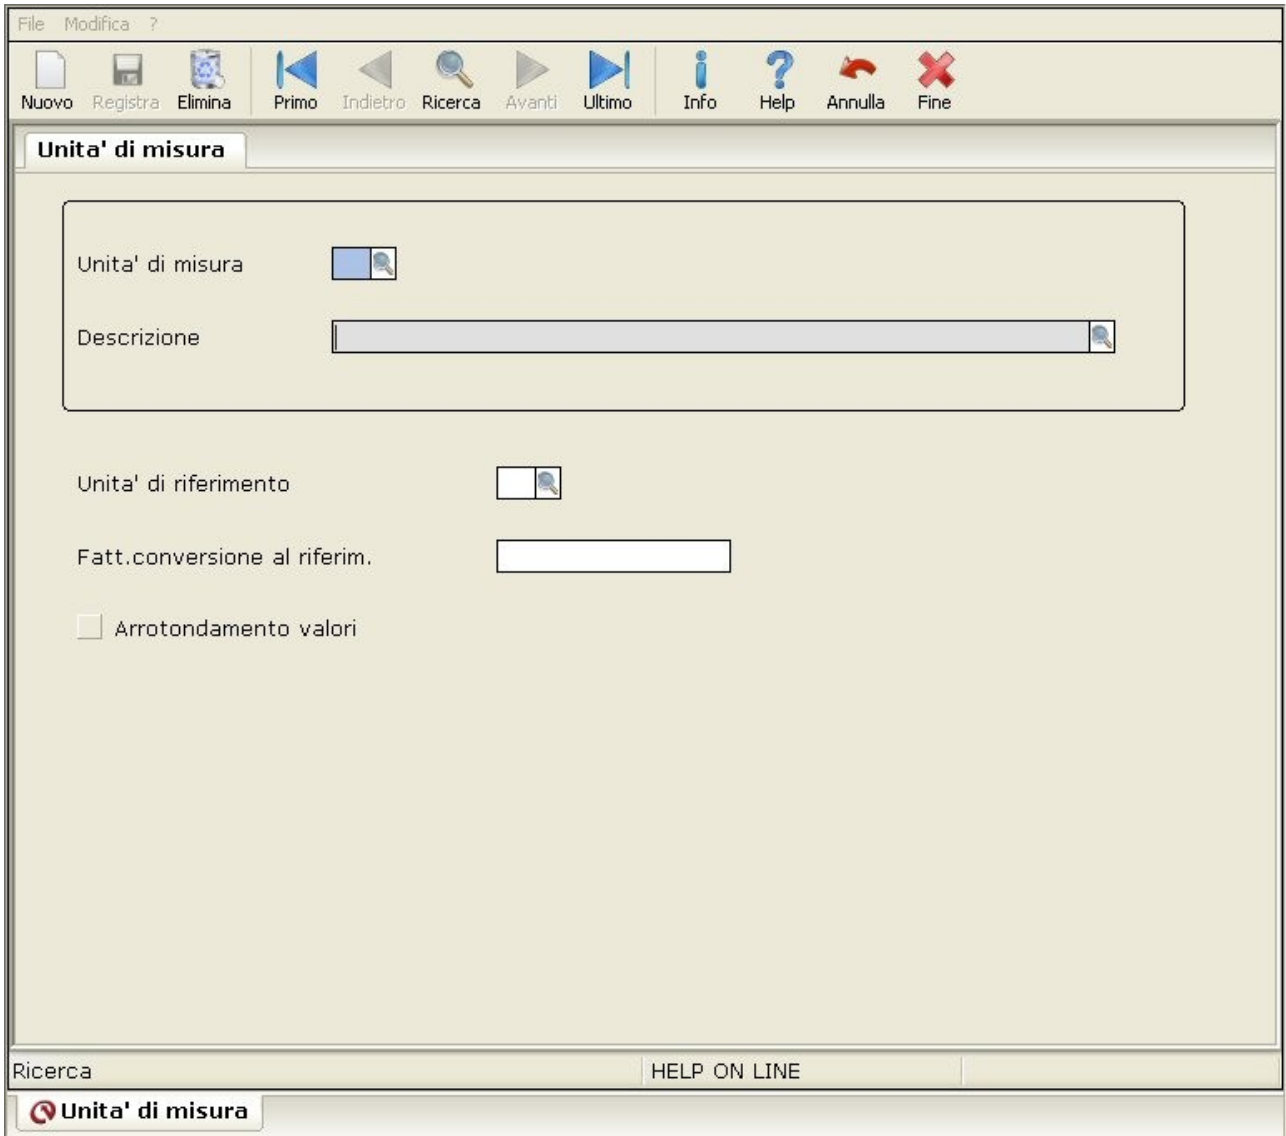 File Modifica ?
Nuovo Registra Elimina Primo Indietro Ricerca Avanti Ultimo Info Help Annulla Fine
Unita' di misura
Unita' di misura
Descrizione
Unita' di riferimento
Fatt.conversione al riferim.
Arrotondamento valori
Ricerca HELP ON LINE
Unita' di misura